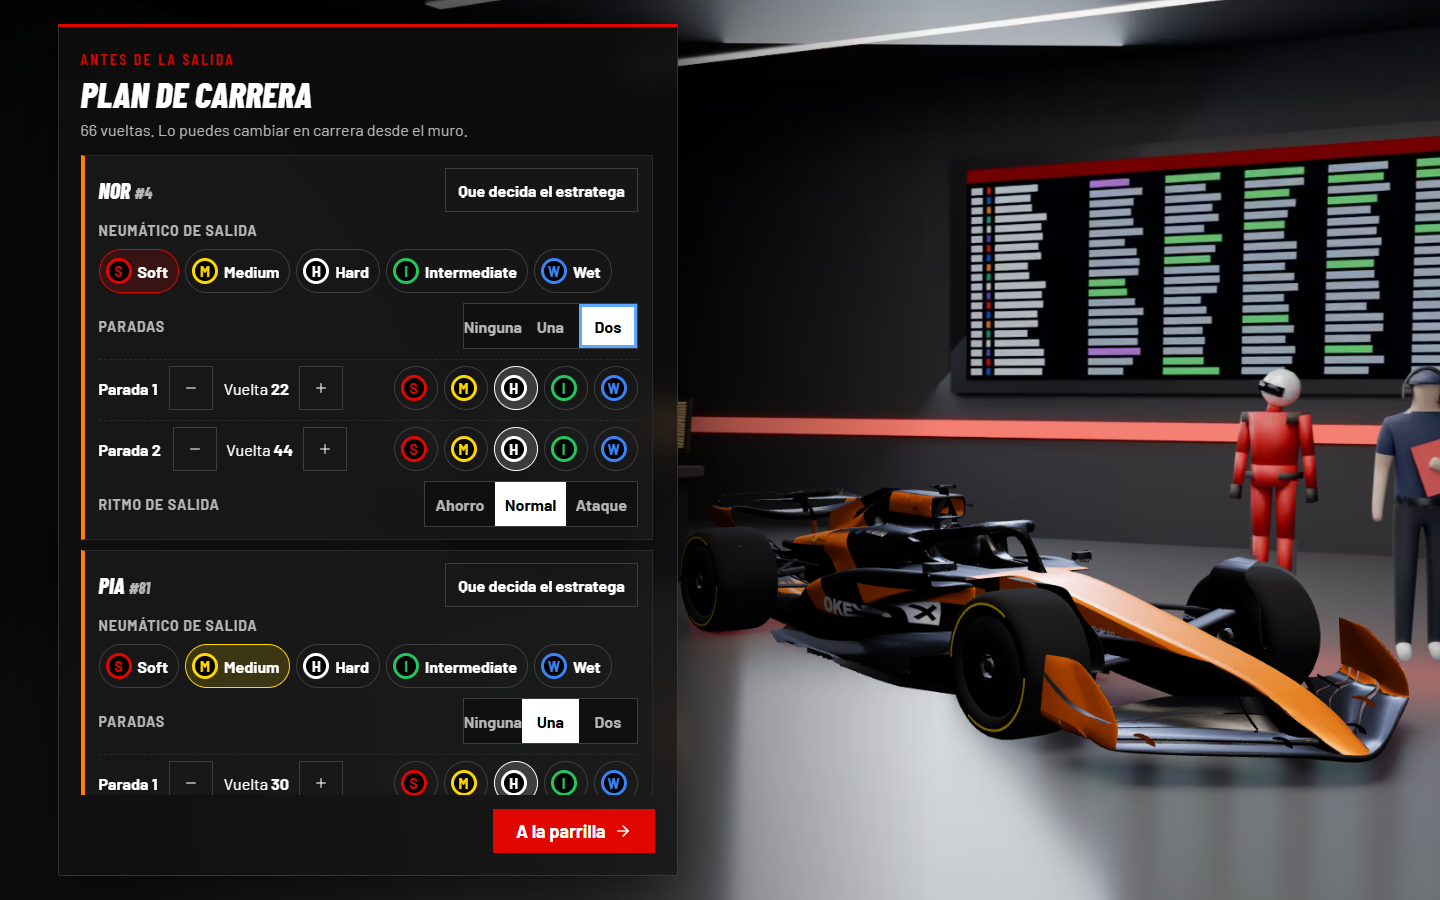 ANTES DE LA SALIDA
PLAN DE CARRERA
66 vueltas. Lo puedes cambiar en carrera desde el muro.
NOR #4 Que decida el estratega
NEUMÁTICO DE SALIDA
S Soft M Medium H Hard I Intermediate W Wet
PARADAS Ninguna Una Dos
Parada 1 − Vuelta 22 + S M H I W
Parada 2 − Vuelta 44 + S M H I W
RITMO DE SALIDA Ahorro Normal Ataque
PIA #81 Que decida el estratega
NEUMÁTICO DE SALIDA
S Soft M Medium H Hard I Intermediate W Wet
PARADAS Ninguna Una Dos
Parada 1 − Vuelta 30 + S M H I W
A la parrilla →
OKE